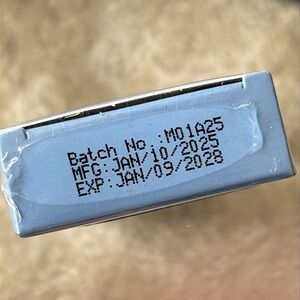 Batch No.:M01A25
MFG:JAN/10/2025
EXP:JAN/09/2028